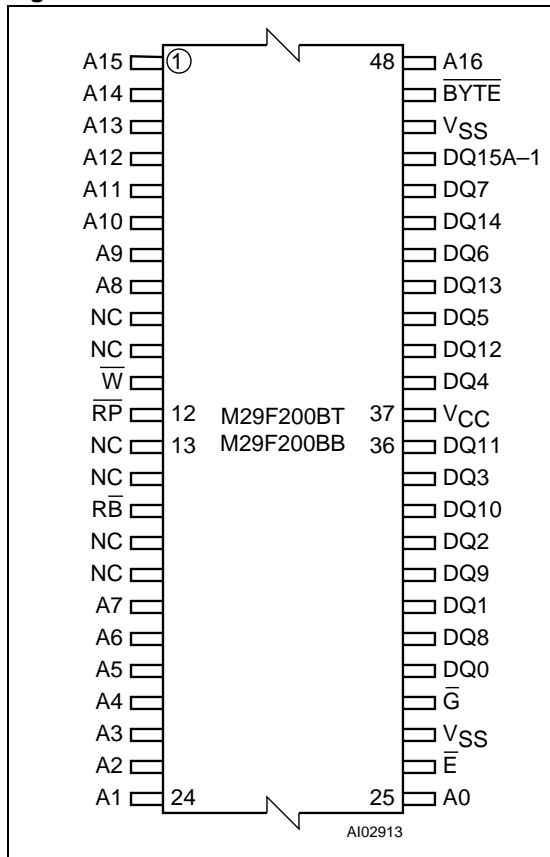 A15 ① 48 A16
A14 B̅Y̅T̅E̅
A13 VSS
A12 DQ15A–1
A11 DQ7
A10 DQ14
A9 DQ6
A8 DQ13
NC DQ5
NC DQ12
W̅ DQ4
R̅P̅ 12 M29F200BT 37 VCC
NC 13 M29F200BB 36 DQ11
NC DQ3
RB̅ DQ10
NC DQ2
NC DQ9
A7 DQ1
A6 DQ8
A5 DQ0
A4 G̅
A3 VSS
A2 E̅
A1 24 25 A0
AI02913